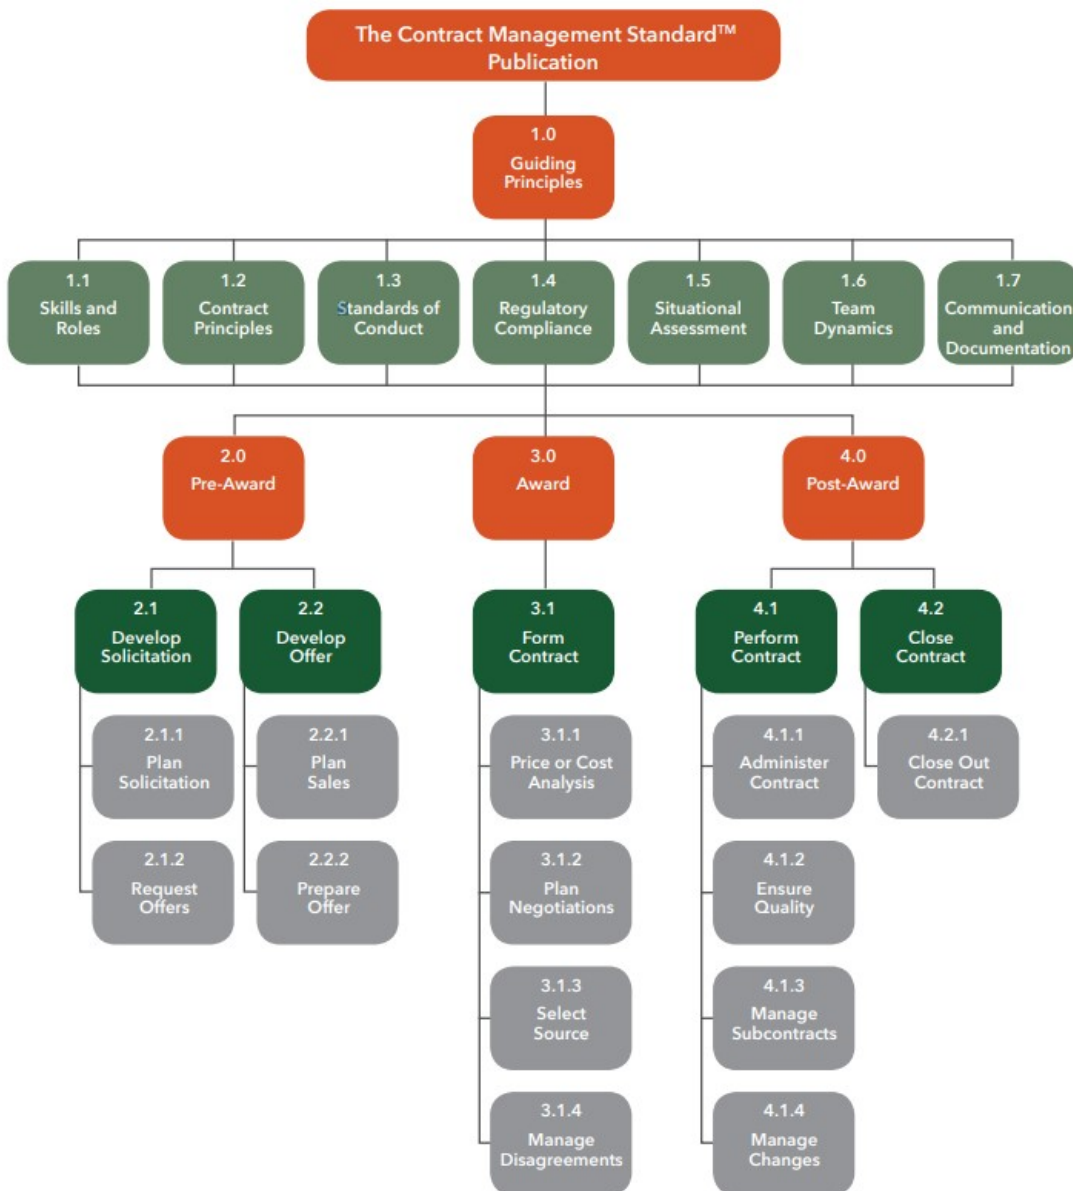 The Contract Management Standard™
Publication
1.0
Guiding
Principles
1.1
Skills and
Roles
1.2
Contract
Principles
1.3
Standards of
Conduct
1.4
Regulatory
Compliance
1.5
Situational
Assessment
1.6
Team
Dynamics
1.7
Communication
and
Documentation
2.0
Pre-Award
3.0
Award
4.0
Post-Award
2.1
Develop
Solicitation
2.2
Develop
Offer
3.1
Form
Contract
4.1
Perform
Contract
4.2
Close
Contract
2.1.1
Plan
Solicitation
2.2.1
Plan
Sales
3.1.1
Price or Cost
Analysis
4.1.1
Administer
Contract
4.2.1
Close Out
Contract
2.1.2
Request
Offers
2.2.2
Prepare
Offer
3.1.2
Plan
Negotiations
4.1.2
Ensure
Quality
3.1.3
Select
Source
4.1.3
Manage
Subcontracts
3.1.4
Manage
Disagreements
4.1.4
Manage
Changes